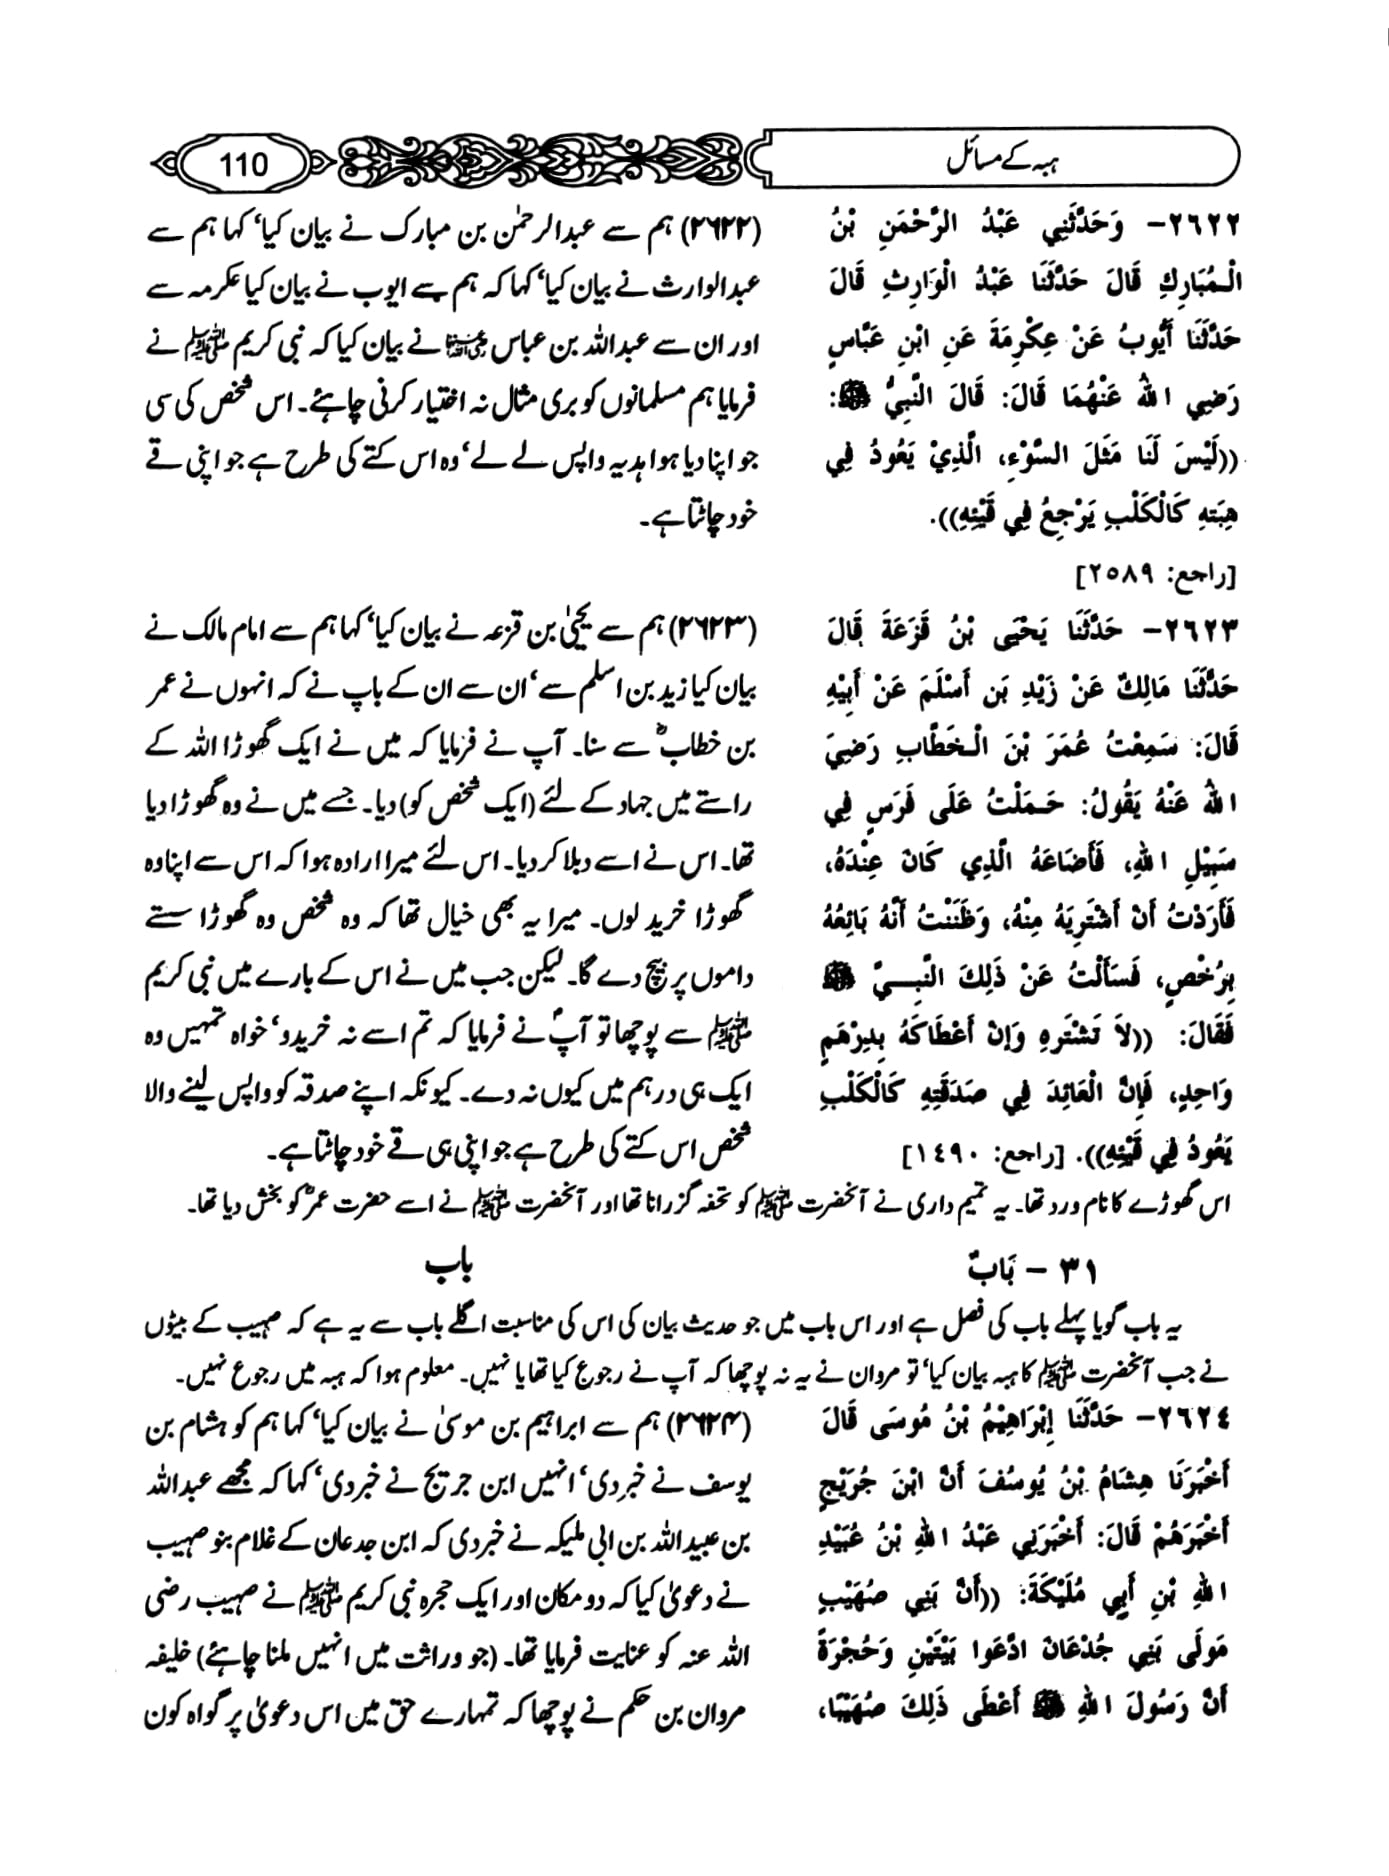 ہبہ کے مسائل
110
٢٦٢٢- وَحَدَّثَنِي عَبْدُ الرَّحْمَنِ بْنُ
الْـمُبَارِكِ قَالَ حَدَّثَنَا عَبْدُ الْوَارِثِ قَالَ
حَدَّثَنَا أَيُّوبُ عَنْ عِكْرِمَةَ عَنِ ابْنِ عَبَّاسٍ
رَضِي اللهُ عَنْهُمَا قَالَ: قَالَ النَّبِيُّ ﷺ:
((لَيْسَ لَنَا مَثَلَ السَّوْءِ، الَّذِيْ يَعُودُ فِي
هِبَتِهِ كَالْكَلْبِ يَرْجِعُ فِي قَيْئِهِ)).
[راجع: ٢٥٨٩]
(۲۶۲۲) ہم سے عبدالرحمٰن بن مبارک نے بیان کیا‘ کہا ہم سے
عبدالوارث نے بیان کیا‘ کہا کہ ہم سے ایوب نے بیان کیا عکرمہ سے
اور ان سے عبداللہ بن عباس رضی اللہ عنہما نے بیان کیا کہ نبی کریم ﷺ نے
فرمایا ہم مسلمانوں کو بری مثال نہ اختیار کرنی چاہئے۔ اس شخص کی سی
جو اپنا دیا ہوا ہدیہ واپس لے لے‘ وہ اس کتے کی طرح ہے جو اپنی قے
خود چاٹتا ہے۔
٢٦٢٣- حَدَّثَنَا يَحْيَى بْنُ قَزَعَةَ قَالَ
حَدَّثَنَا مَالِكٌ عَنْ زَيْدِ بَنِ أَسْلَمَ عَنْ أَبِيْهِ
قَالَ: سَمِعْتُ عُمَرَ بْنَ الْـخَطَّابِ رَضِيَ
اللهُ عَنْهُ يَقُولُ: حَـمَلْتُ عَلَى فَرَسٍ فِي
سَبِيْلِ اللهِ، فَأَضَاعَهُ الَّذِي كَانَ عِنْدَهُ،
فَأَرَدْتُ أَنْ أَشْتَرِيَهُ مِنْهُ، وَظَنَنْتُ أَنَّهُ بَائِعُهُ
بِرُخْصٍ، فَسَأَلْتُ عَنْ ذَلِكَ النَّبِـيَّ ﷺ
فَقَالَ: ((لاَ تَشْتَرِهِ وَإِنْ أَعْطَاكَهُ بِدِرْهَمٍ
وَاحِدٍ، فَإِنَّ الْعَائِدَ فِي صَدَقَتِهِ كَالْكَلْبِ
يَعُودُ فِي قَيْئِهِ)). [راجع: ١٤٩٠]
(۲۶۲۳) ہم سے یحییٰ بن قزعہ نے بیان کیا‘ کہا ہم سے امام مالک نے
بیان کیا زید بن اسلم سے‘ ان سے ان کے باپ نے کہ انہوں نے عمر
بن خطابؓ سے سنا۔ آپ نے فرمایا کہ میں نے ایک گھوڑا اللہ کے
راستے میں جہاد کے لئے (ایک شخص کو) دیا۔ جسے میں نے وہ گھوڑا دیا
تھا۔ اس نے اسے دبلا کر دیا۔ اس لئے میرا ارادہ ہوا کہ اس سے اپنا وہ
گھوڑا خرید لوں۔ میرا یہ بھی خیال تھا کہ وہ شخص وہ گھوڑا سستے
داموں پر بیچ دے گا۔ لیکن جب میں نے اس کے بارے میں نبی کریم
ﷺ سے پوچھا تو آپؐ نے فرمایا کہ تم اسے نہ خریدو‘ خواہ تمہیں وہ
ایک ہی درہم میں کیوں نہ دے۔ کیونکہ اپنے صدقہ کو واپس لینے والا
شخص اس کتے کی طرح ہے جو اپنی ہی قے خود چاٹتا ہے۔
اس گھوڑے کا نام ورد تھا۔ یہ تمیم داری نے آنحضرت ﷺ کو تحفہ گزرانا تھا اور آنحضرت ﷺ نے اسے حضرت عمرؓ کو بخش دیا تھا۔
٣١ - بَابٌ
باب
یہ باب گویا پہلے باب کی فصل ہے اور اس باب میں جو حدیث بیان کی اس کی مناسبت اگلے باب سے یہ ہے کہ صہیب کے بیٹوں
نے جب آنحضرت ﷺ کا ہبہ بیان کیا‘ تو مروان نے یہ نہ پوچھا کہ آپ نے رجوع کیا تھا یا نہیں۔ معلوم ہوا کہ ہبہ میں رجوع نہیں۔
٢٦٢٤- حَدَّثَنَا إِبْرَاهِيْمُ بْنُ مُوسَى قَالَ
أَخْبَرَنَا هِشَامُ بْنُ يُوسُفَ أَنَّ ابْنَ جُرَيْجٍ
أَخْبَرَهُمْ قَالَ: أَخْبَرَنِي عَبْدُ اللهِ بْنُ عُبَيْدِ
اللهِ بْنِ أَبِي مُلَيْكَةَ: ((أَنَّ بَنِي صُهَيْبٍ
مَولَى بَنِي جُدْعَانَ ادَّعَوا بَيْتَيْنِ وَحُجْرَةً
أَنَّ رَسُولَ اللهِ ﷺ أَعْطَى ذَلِكَ صُهَيْبًا،
(۲۶۲۴) ہم سے ابراہیم بن موسیٰ نے بیان کیا‘ کہا ہم کو ہشام بن
یوسف نے خبر دی‘ انہیں ابن جریج نے خبر دی‘ کہا کہ مجھے عبداللہ
بن عبیداللہ بن ابی ملیکہ نے خبر دی کہ ابن جدعان کے غلام بنو صہیب
نے دعویٰ کیا کہ دو مکان اور ایک حجرہ نبی کریم ﷺ نے صہیب رضی
اللہ عنہ کو عنایت فرمایا تھا۔ (جو وراثت میں انہیں ملنا چاہئے) خلیفہ
مروان بن حکم نے پوچھا کہ تمہارے حق میں اس دعویٰ پر گواہ کون